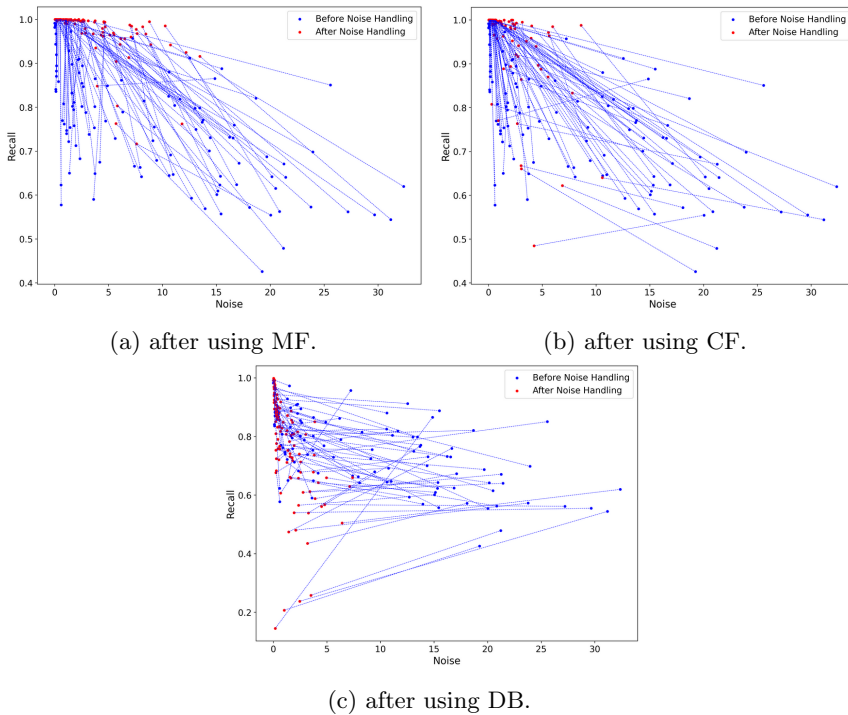 Before Noise Handling
After Noise Handling
1.0
0.9
0.8
0.7
0.6
0.5
0.4
Recall
0 5 10 15 20 25 30
Noise
(a) after using MF.
Before Noise Handling
After Noise Handling
1.0
0.9
0.8
0.7
0.6
0.5
0.4
Recall
0 5 10 15 20 25 30
Noise
(b) after using CF.
Before Noise Handling
After Noise Handling
1.0
0.8
0.6
0.4
0.2
Recall
0 5 10 15 20 25 30
Noise
(c) after using DB.